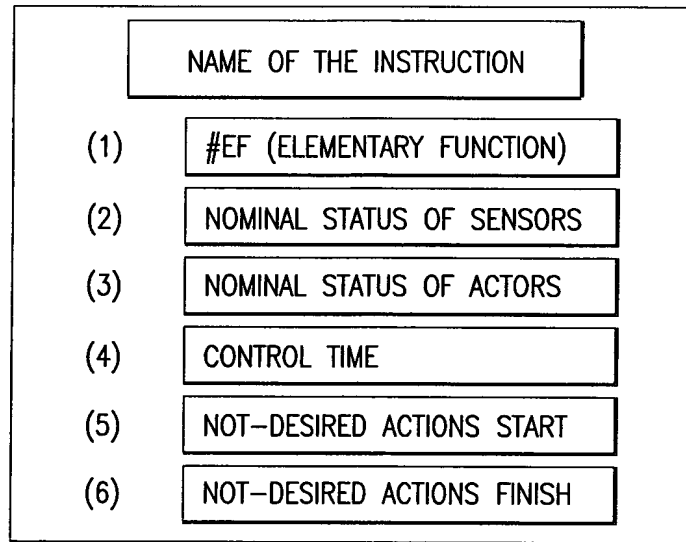 NAME OF THE INSTRUCTION
(1) #EF (ELEMENTARY FUNCTION)
(2) NOMINAL STATUS OF SENSORS
(3) NOMINAL STATUS OF ACTORS
(4) CONTROL TIME
(5) NOT-DESIRED ACTIONS START
(6) NOT-DESIRED ACTIONS FINISH